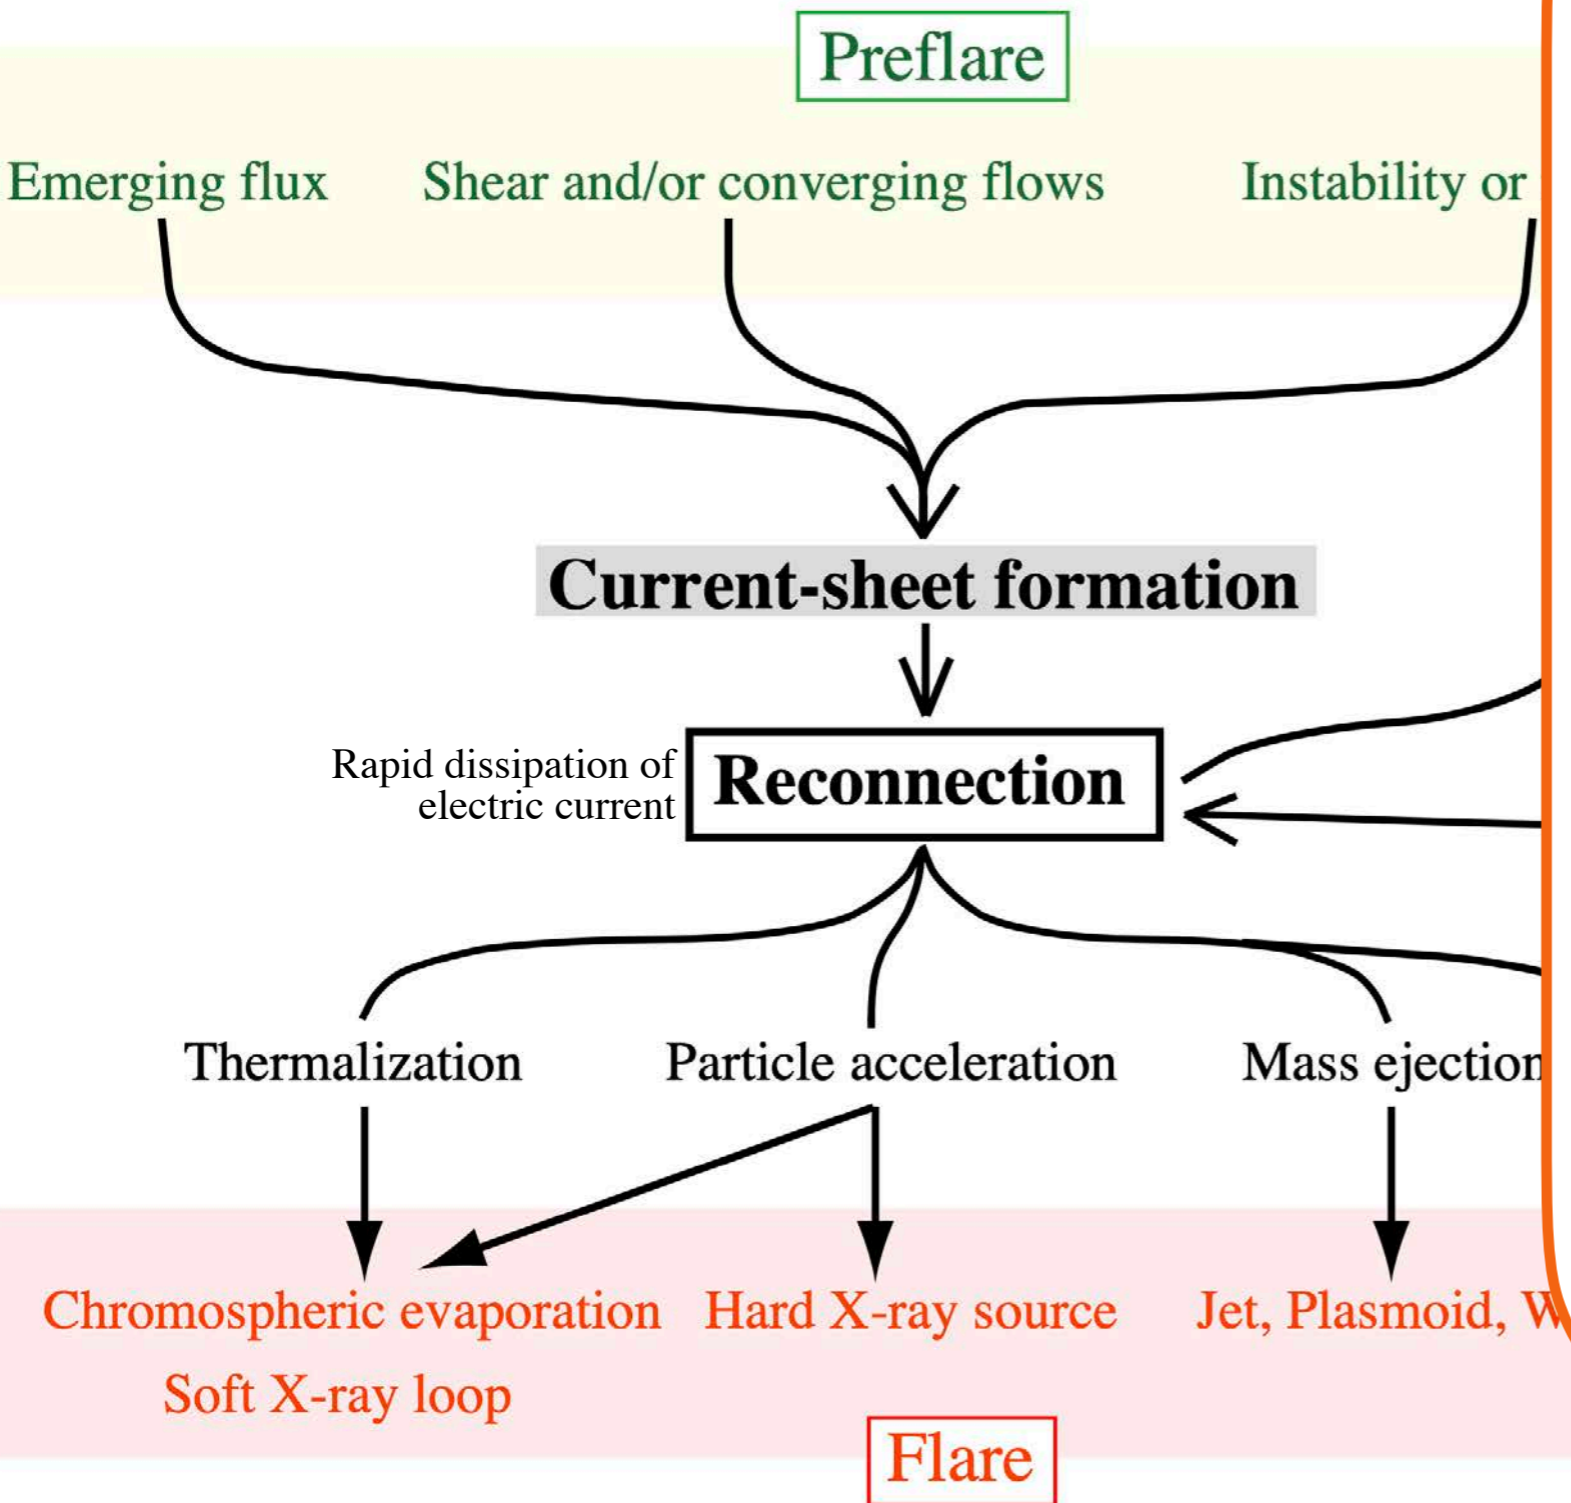 Preflare
Emerging flux
Shear and/or converging flows
Instability or
Current-sheet formation
Rapid dissipation of
electric current
Reconnection
Thermalization
Particle acceleration
Mass ejection
Chromospheric evaporation
Soft X-ray loop
Hard X-ray source
Jet, Plasmoid,
Flare